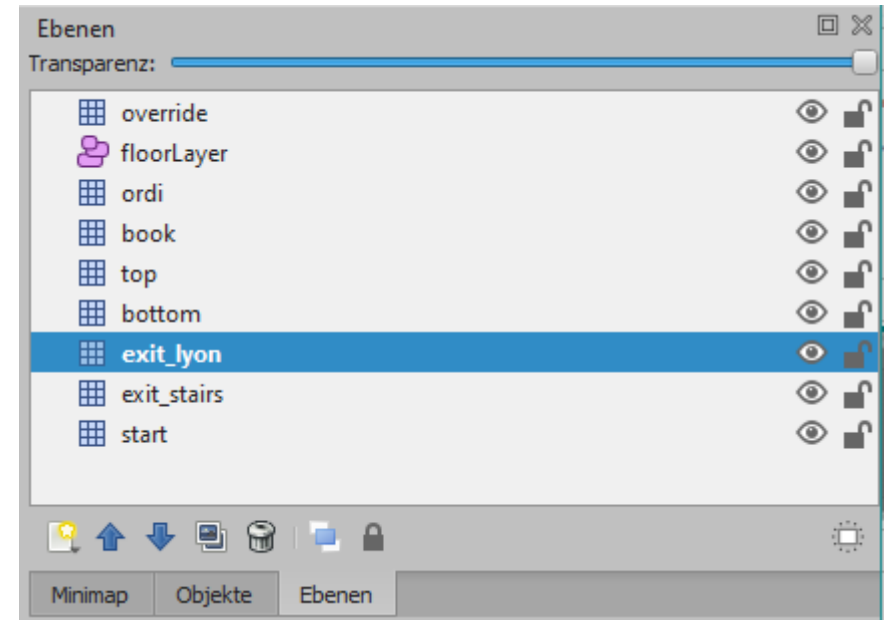 Ebenen
Transparenz:
override
floorLayer
ordi
book
top
bottom
exit_lyon
exit_stairs
start
Minimap Objekte Ebenen